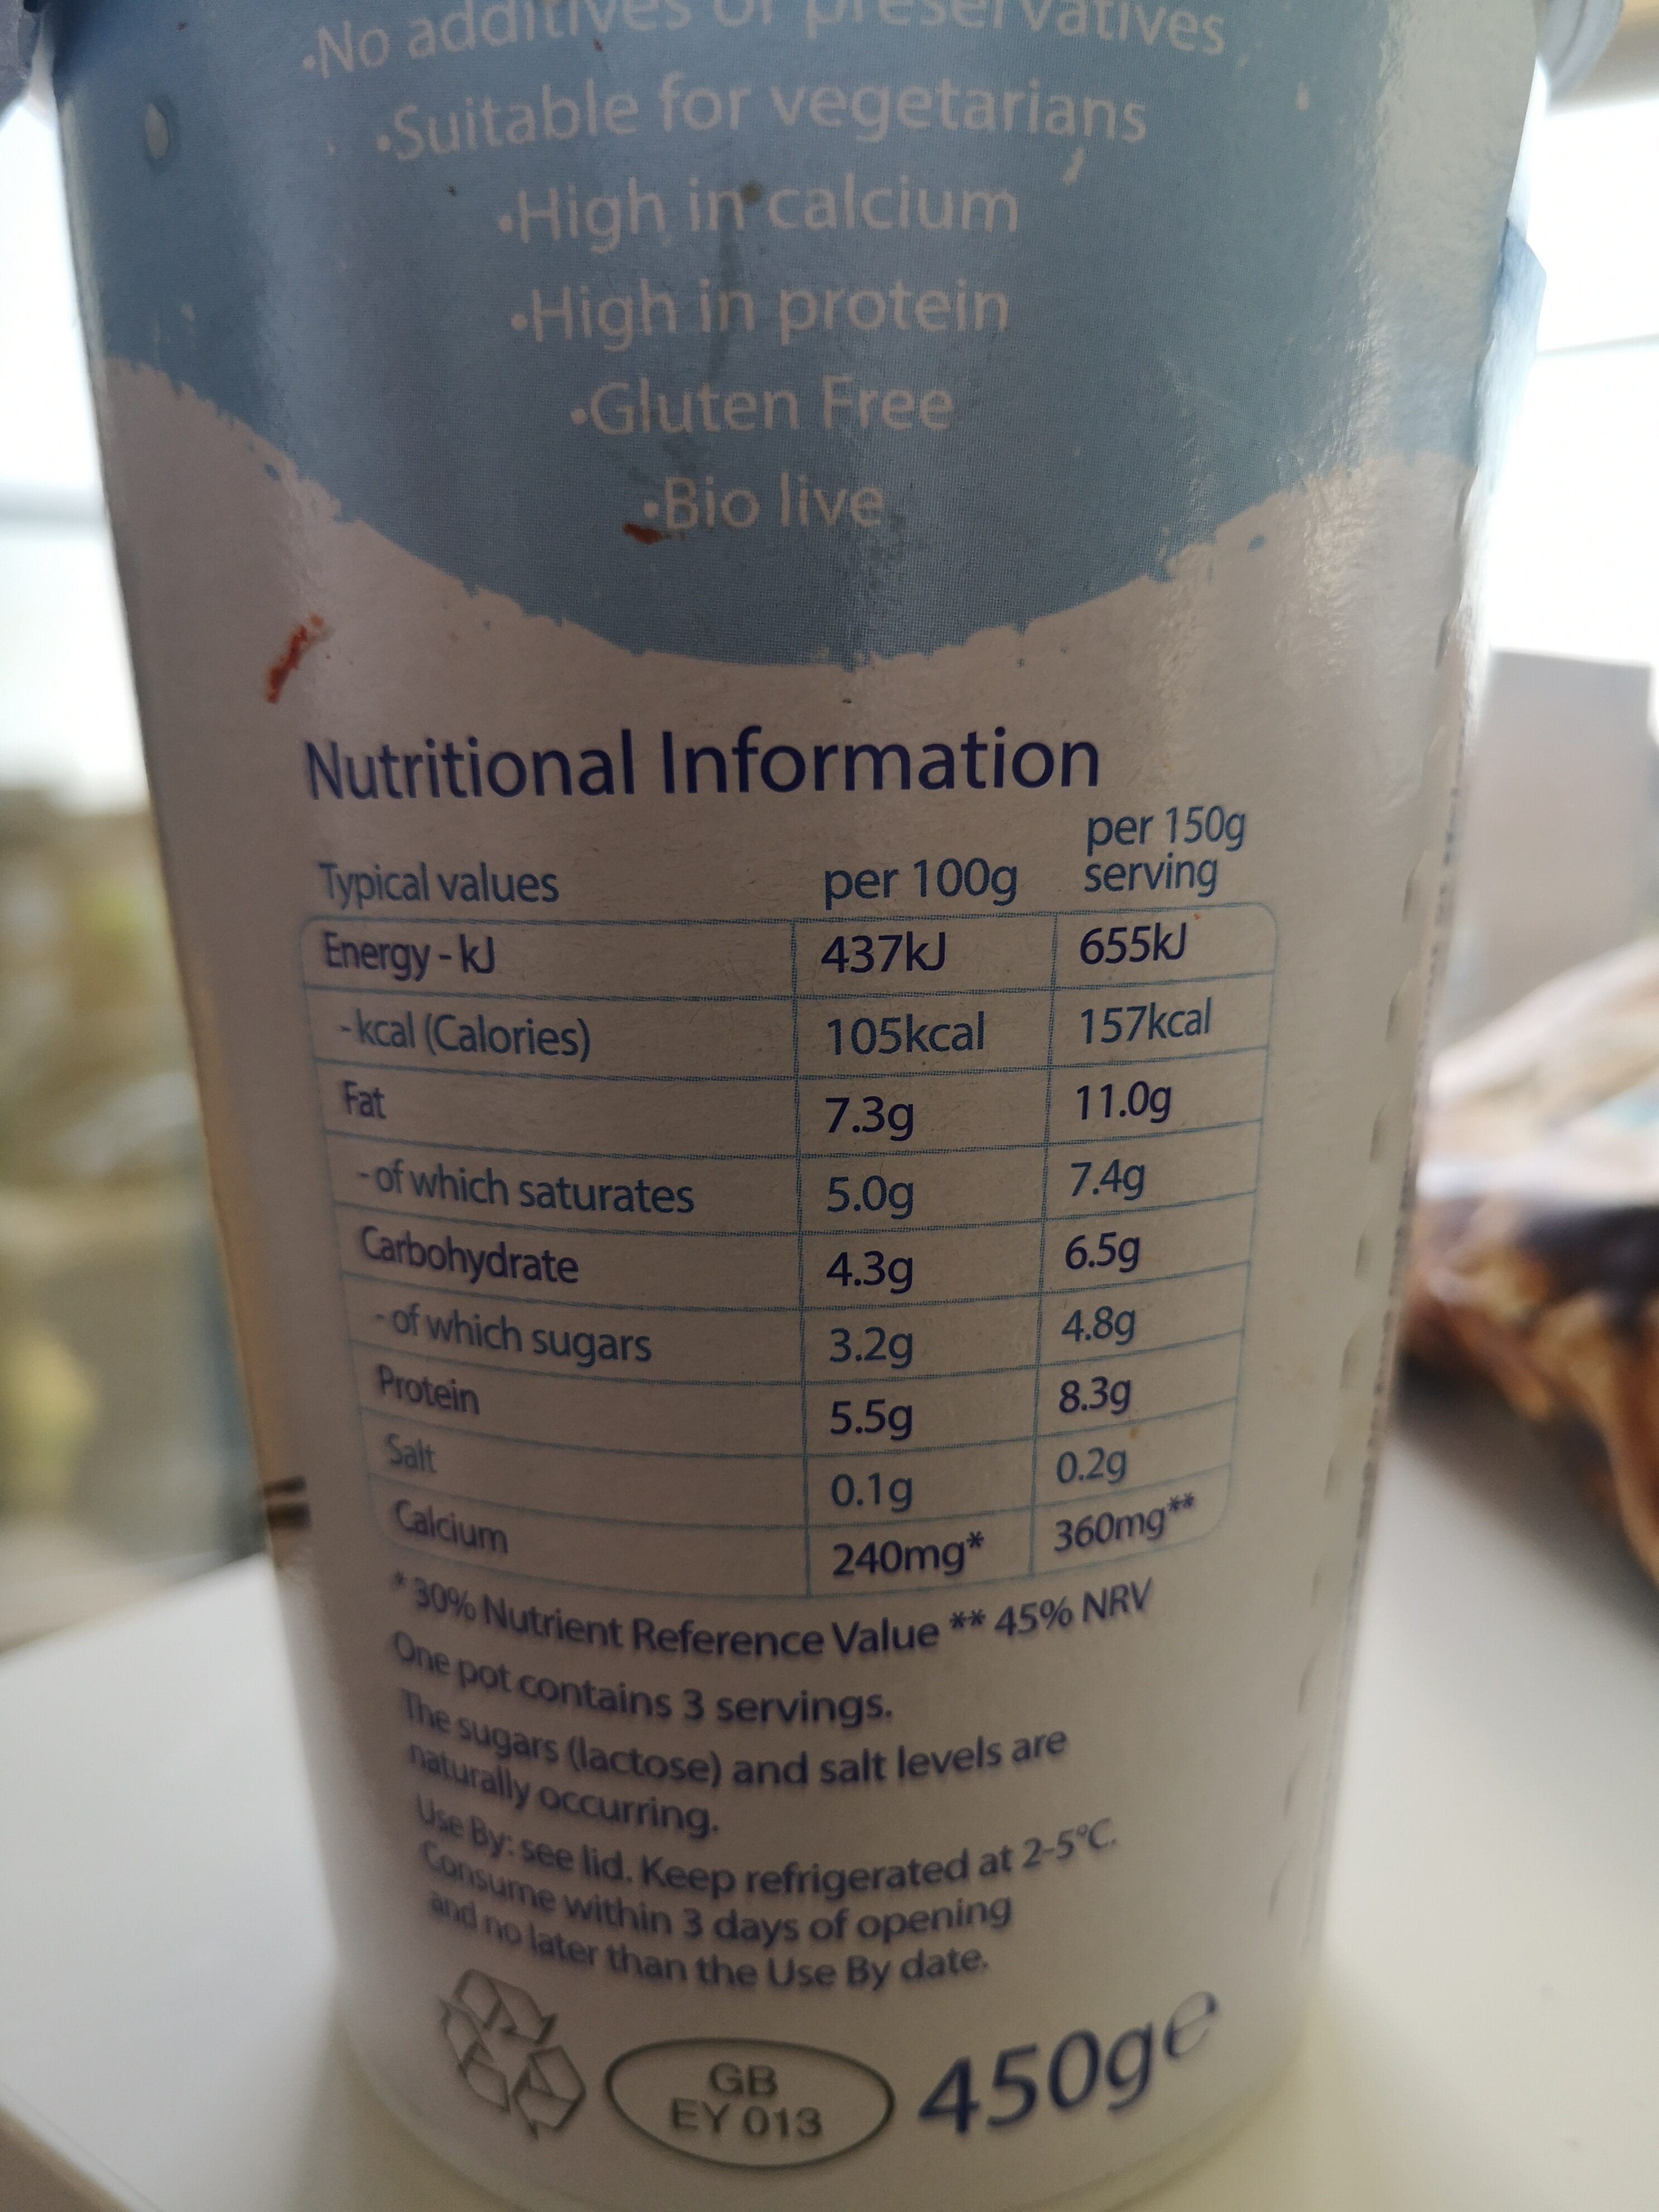 •No additives or preservatives
•Suitable for vegetarians
•High in calcium
•High in protein
•Gluten Free
•Bio live
Nutritional Information
Typical values per 100g per 150g serving
Energy - kJ 437kJ 655kJ
- kcal (Calories) 105kcal 157kcal
Fat 7.3g 11.0g
- of which saturates 5.0g 7.4g
Carbohydrate 4.3g 6.5g
- of which sugars 3.2g 4.8g
Protein 5.5g 8.3g
Salt 0.1g 0.2g
Calcium 240mg* 360mg**
* 30% Nutrient Reference Value ** 45% NRV
One pot contains 3 servings.
The sugars (lactose) and salt levels are
naturally occurring.
Use By: see lid. Keep refrigerated at 2-5°C.
Consume within 3 days of opening
and no later than the Use By date.
GB
EY 013
450g℮